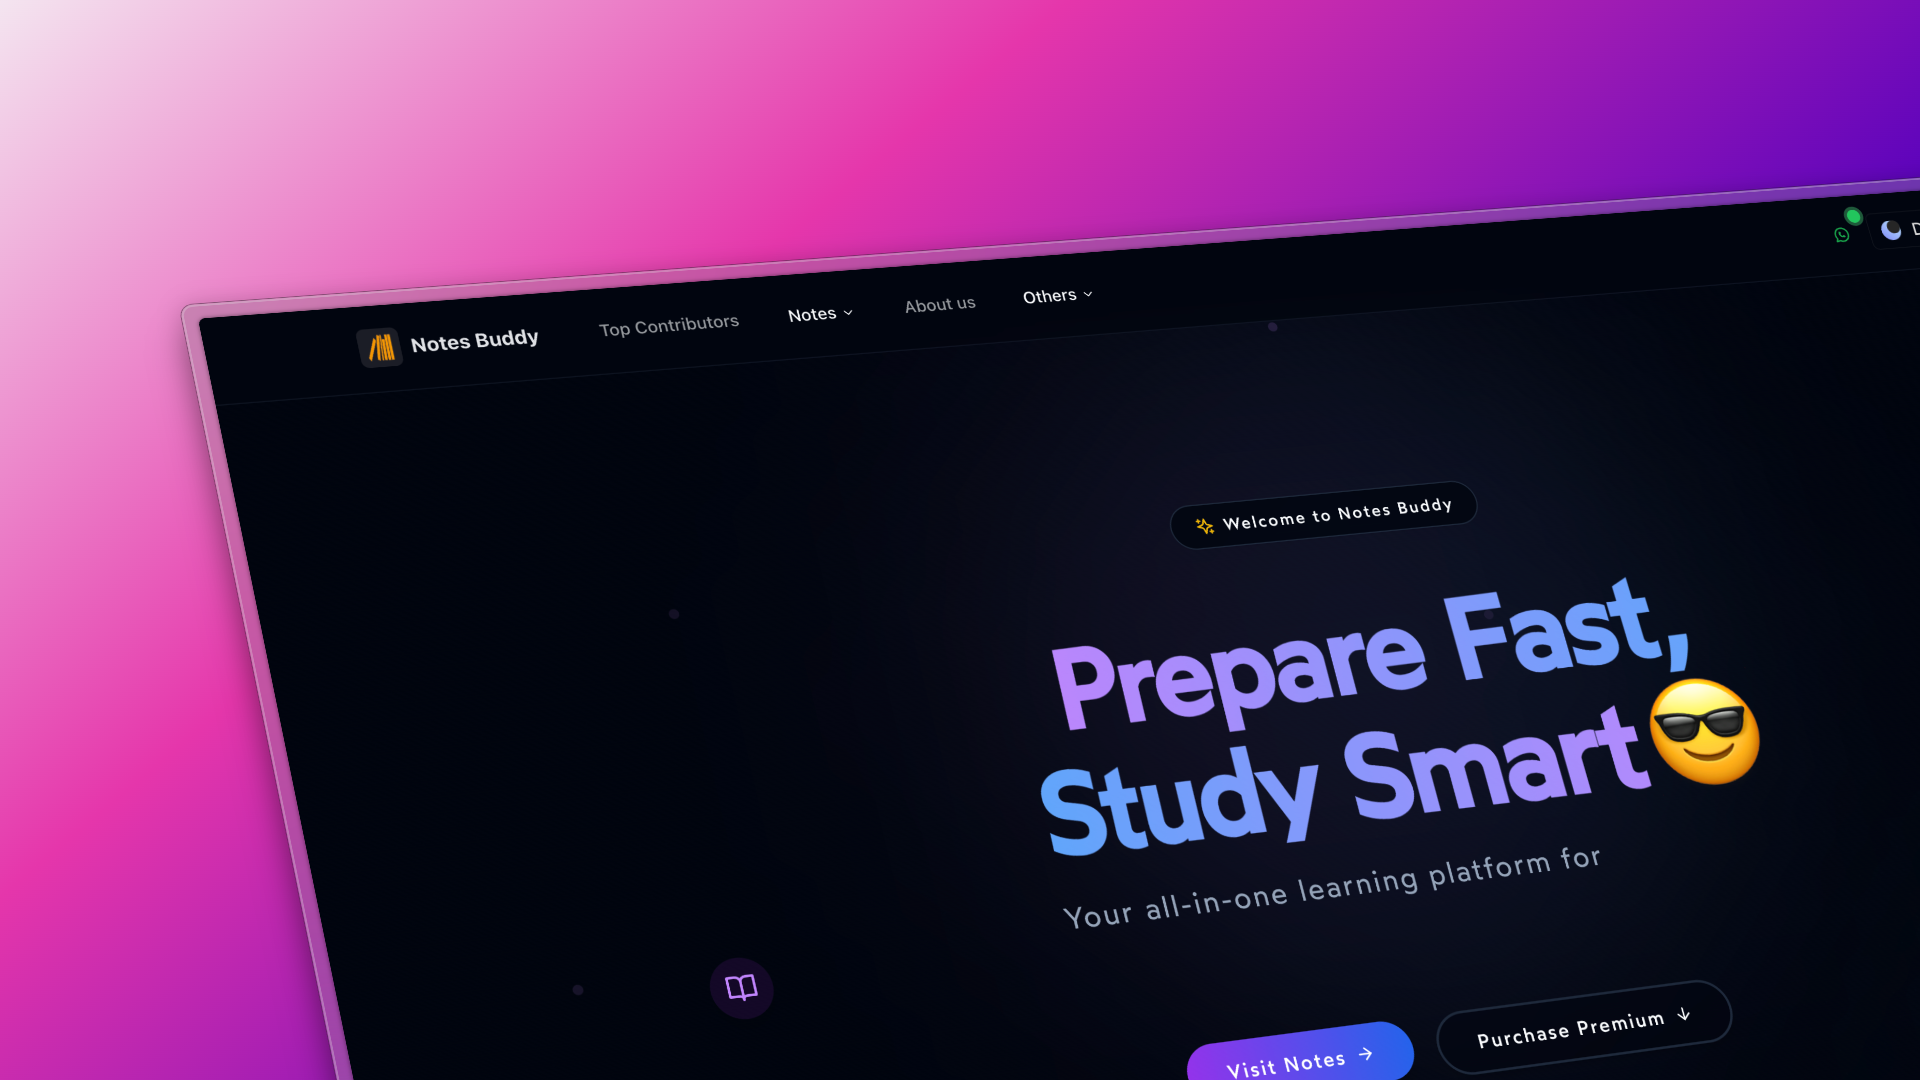 Notes Buddy
Top Contributors
Notes
About us
Others
Welcome to Notes Buddy
Prepare Fast,
Study Smart😎
Your all-in-one learning platform for
Visit Notes →
Purchase Premium ↓